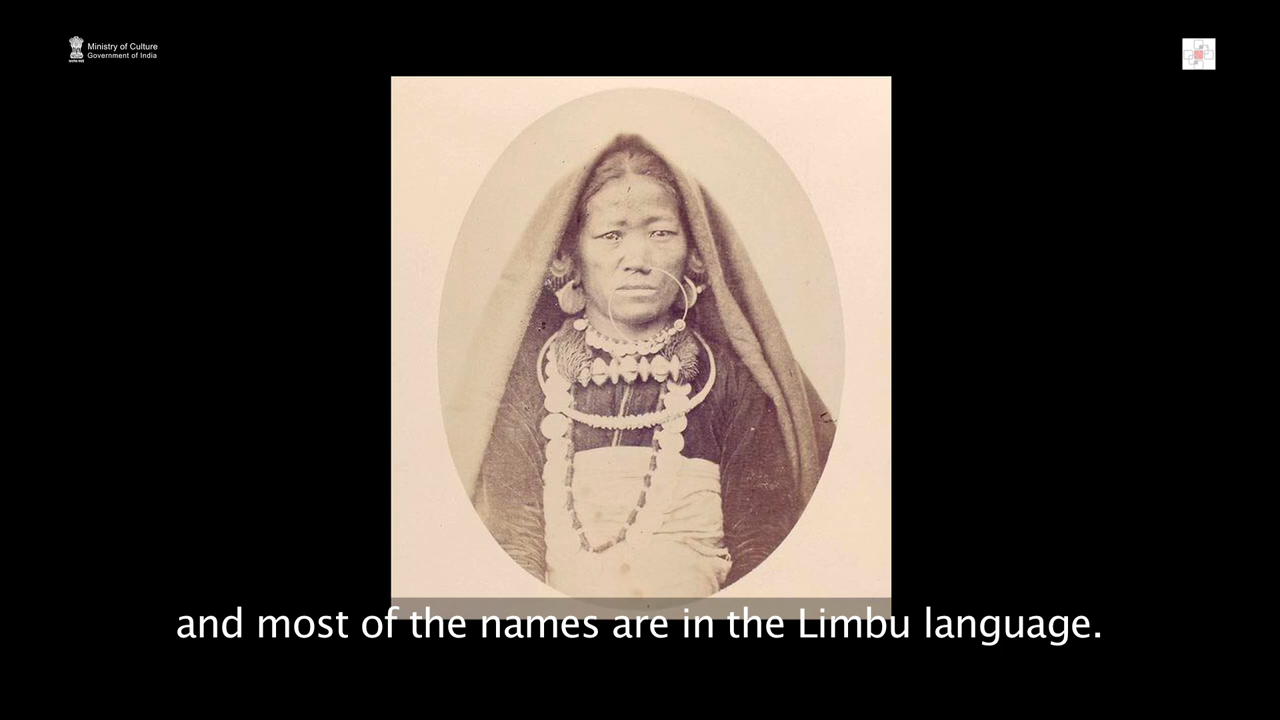 Ministry of Culture
Government of India
and most of the names are in the Limbu language.